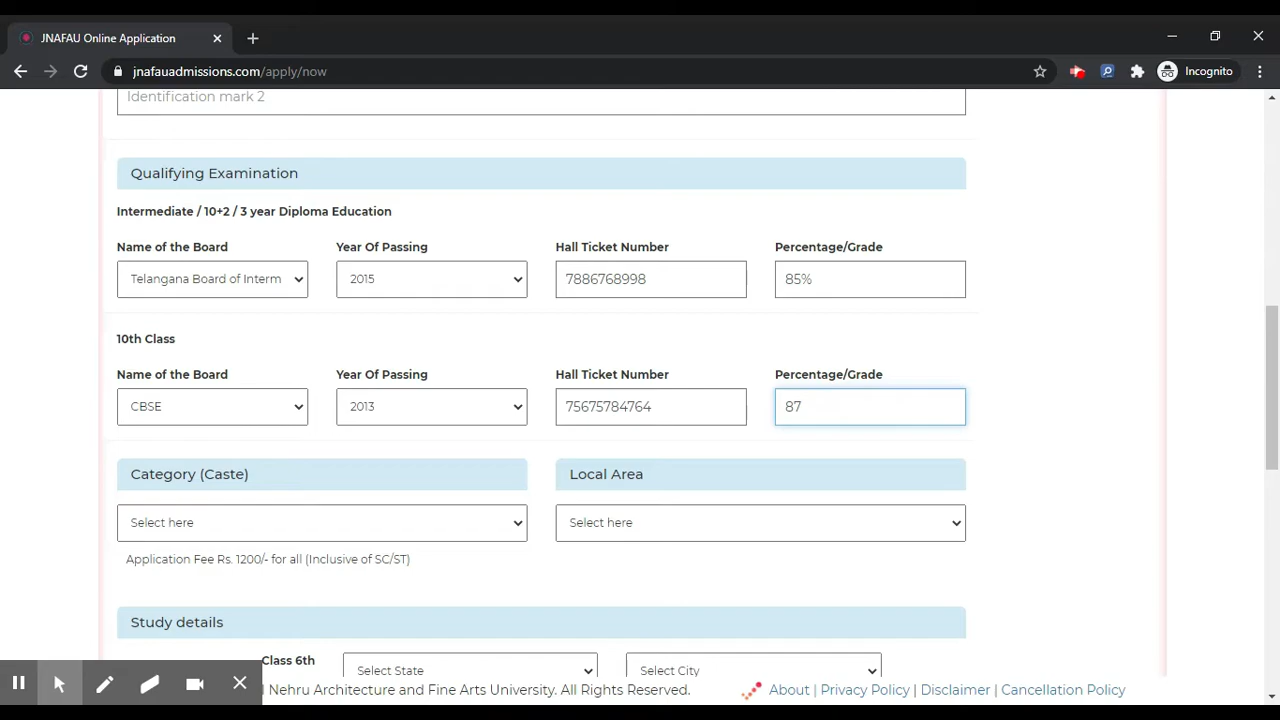 JNAFAU Online Application
jnafauadmissions.com/apply/now
Incognito
Identification mark 2
Qualifying Examination
Intermediate / 10+2 / 3 year Diploma Education
Name of the Board Year Of Passing Hall Ticket Number Percentage/Grade
Telangana Board of Interm 2015 7886768998 85%
10th Class
Name of the Board Year Of Passing Hall Ticket Number Percentage/Grade
CBSE 2013 75675784764 87
Category (Caste) Local Area
Select here Select here
Application Fee Rs. 1200/- for all (Inclusive of SC/ST)
Study details
Class 6th Select State Select City
l Nehru Architecture and Fine Arts University. All Rights Reserved. About | Privacy Policy | Disclaimer | Cancellation Policy